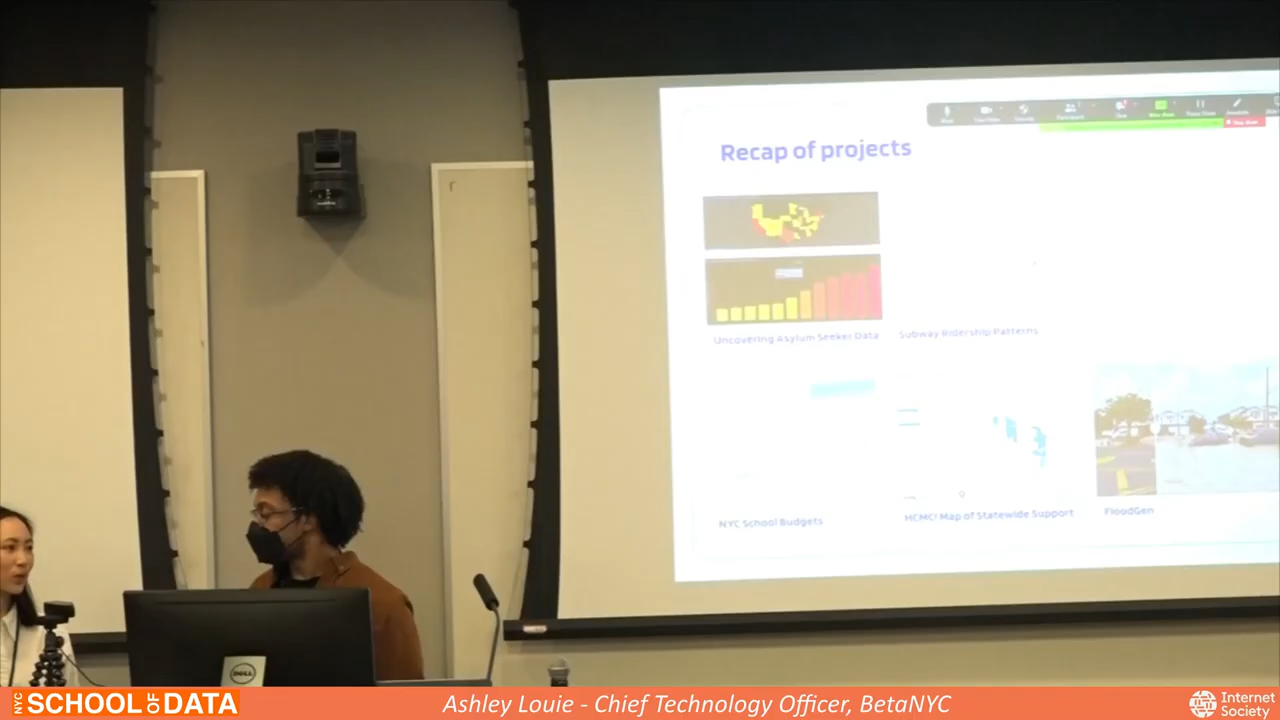 Recap of projects
Uncovering Asylum Seeker Data
Subway Ridership Patterns
NYC School Budgets
HCMC! Map of Statewide Support
FloodGen
DELL
NYC SCHOOL OF DATA
Ashley Louie - Chief Technology Officer, BetaNYC
Internet
Society